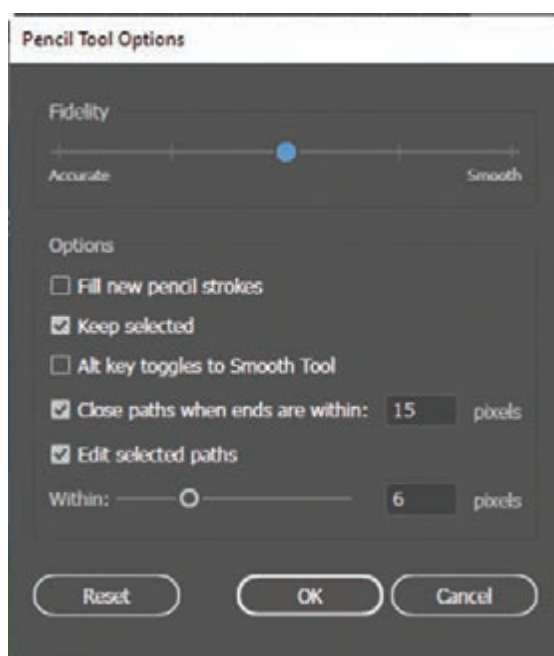 Pencil Tool Options
Fidelity
Accurate Smooth
Options
Fill new pencil strokes
Keep selected
Alt key toggles to Smooth Tool
Close paths when ends are within: 15 pixels
Edit selected paths
Within: 6 pixels
Reset OK Cancel